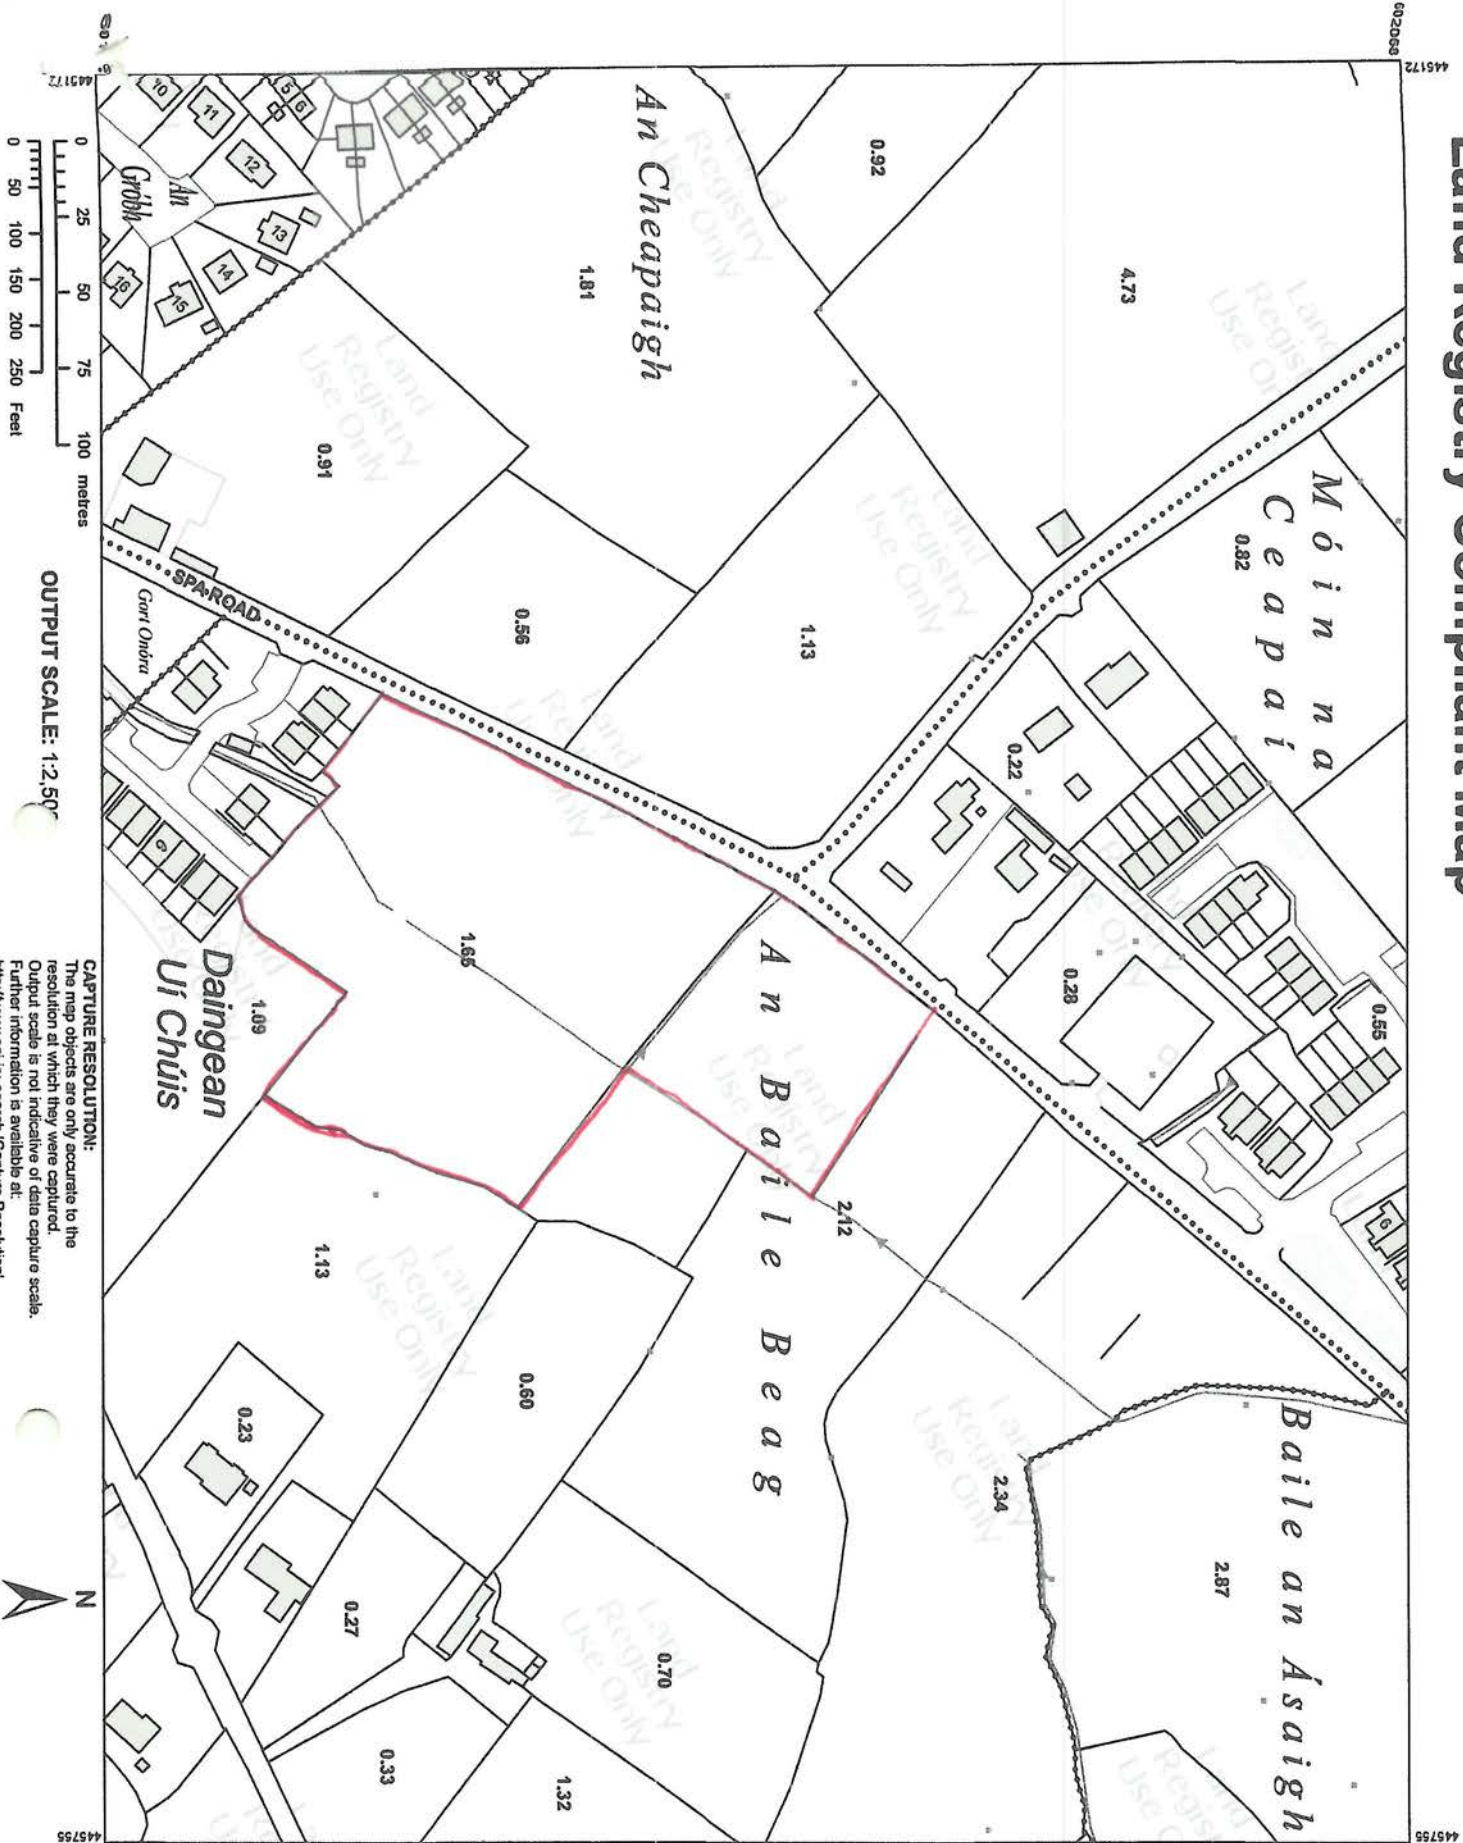 Land Registry Compliant Map
602068
445172
445172
445755
445755
An Cheapaigh
Móin na
Ceapaí
An Baile Beag
Baile an Ásaigh
Daingean
Uí Chúis
An
Gróbh
Gort Onóra
SPA ROAD
0.92
4.73
1.81
0.91
0.56
1.13
0.82
0.22
0.28
0.55
1.65
1.09
2.12
1.13
0.60
0.23
0.27
0.70
0.33
1.32
2.34
2.87
5
6
10
11
12
13
14
15
16
9
6
Land
Registry
Use Only
0 25 50 75 100 metres
0 50 100 150 200 250 Feet
OUTPUT SCALE: 1:2,500
CAPTURE RESOLUTION:
The map objects are only accurate to the
resolution at which they were captured.
Output scale is not indicative of data capture scale.
Further information is available at:
N